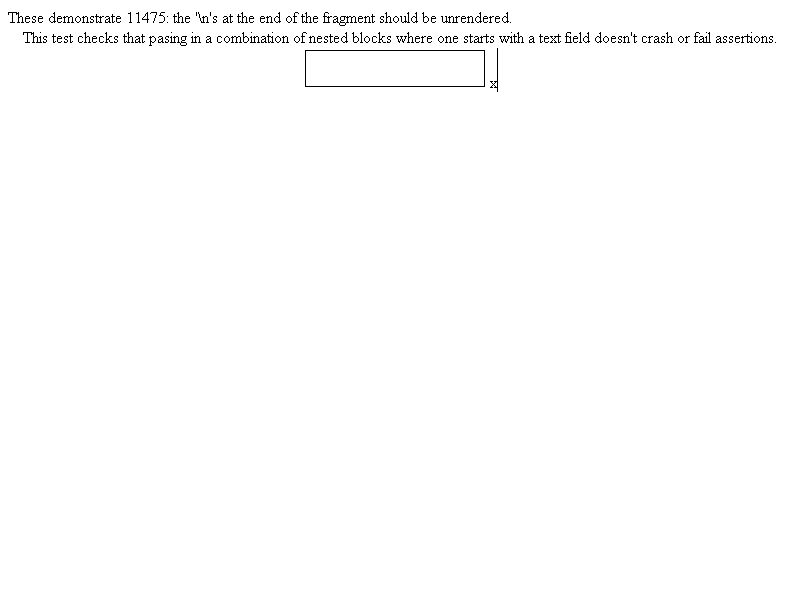 These demonstrate 11475: the '\n's at the end of the fragment should be unrendered.
This test checks that pasing in a combination of nested blocks where one starts with a text field doesn't crash or fail assertions.
x